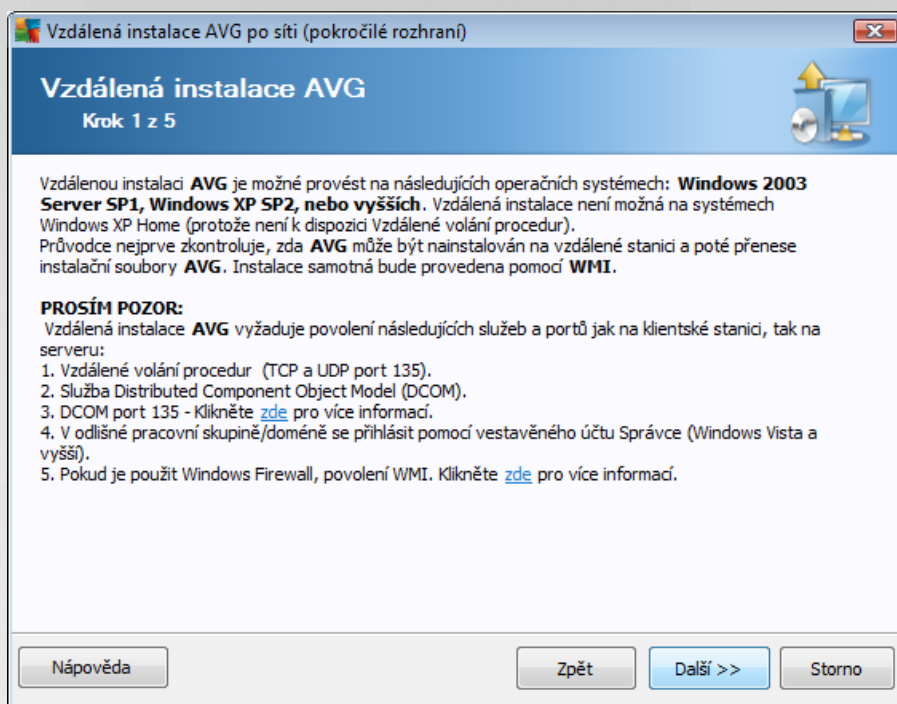 Vzdálená instalace AVG po síti (pokročilé rozhraní)
Vzdálená instalace AVG
Krok 1 z 5
Vzdálenou instalaci AVG je možné provést na následujících operačních systémech: Windows 2003
Server SP1, Windows XP SP2, nebo vyšších. Vzdálená instalace není možná na systémech
Windows XP Home (protože není k dispozici Vzdálené volání procedur).
Průvodce nejprve zkontroluje, zda AVG může být nainstalován na vzdálené stanici a poté přenese
instalační soubory AVG. Instalace samotná bude provedena pomocí WMI.
PROSÍM POZOR:
Vzdálená instalace AVG vyžaduje povolení následujících služeb a portů jak na klientské stanici, tak na
serveru:
1. Vzdálené volání procedur (TCP a UDP port 135).
2. Služba Distributed Component Object Model (DCOM).
3. DCOM port 135 - Klikněte zde pro více informací.
4. V odlišné pracovní skupině/doméně se přihlásit pomocí vestavěného účtu Správce (Windows Vista a
vyšší).
5. Pokud je použit Windows Firewall, povolení WMI. Klikněte zde pro více informací.
Nápověda
Zpět
Další >>
Storno